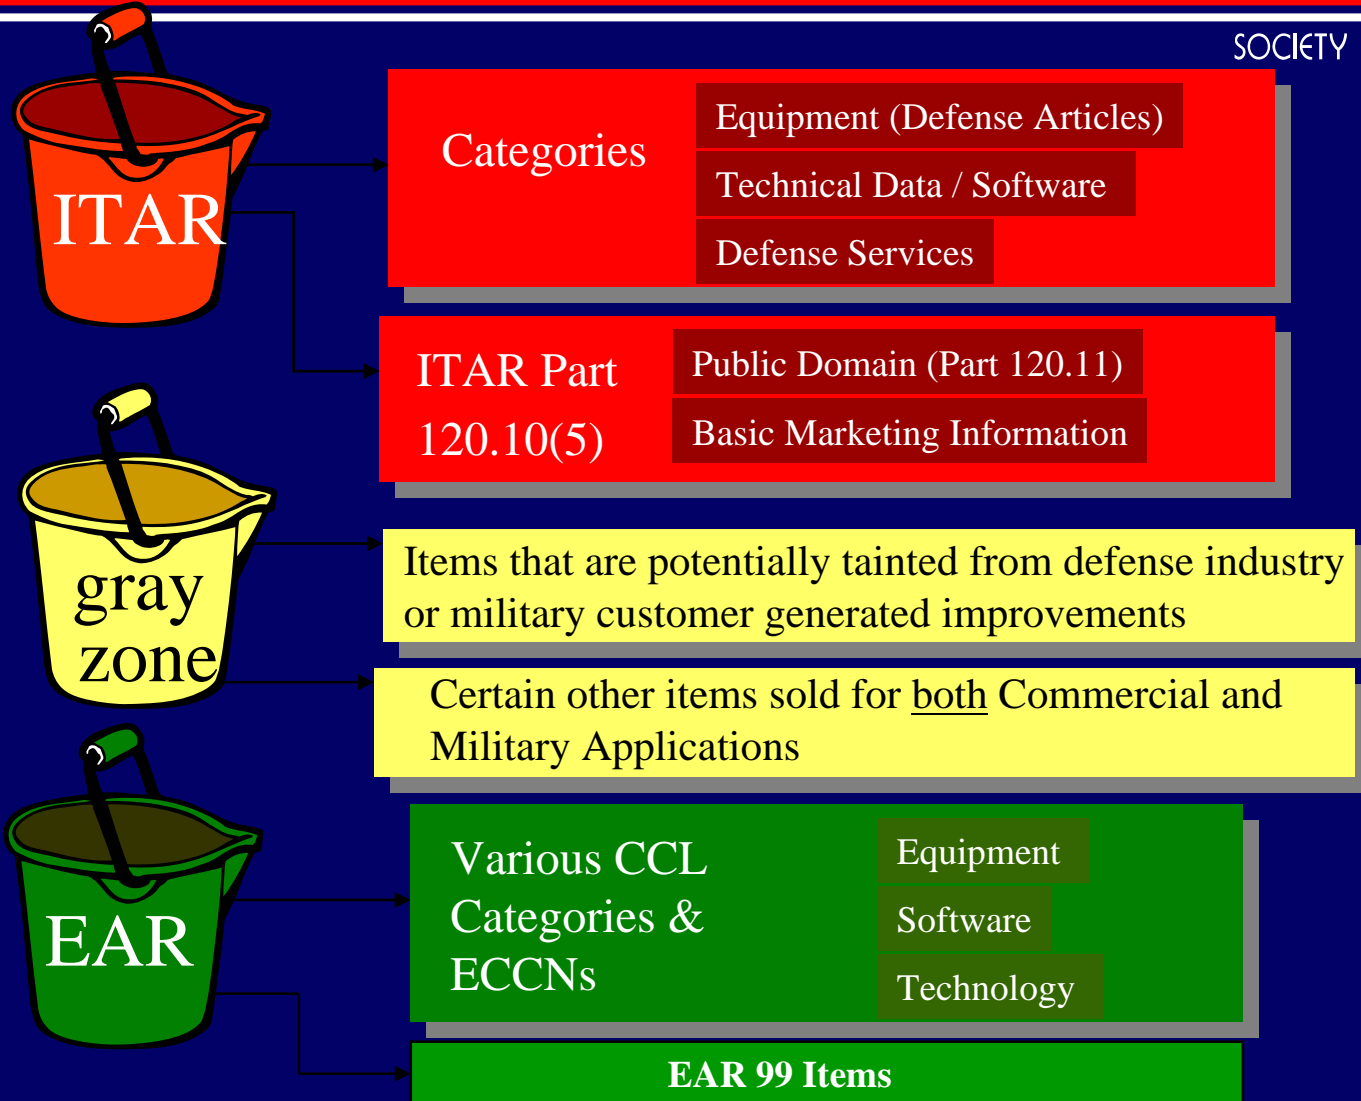 SOCIETY
ITAR
Categories
Equipment (Defense Articles)
Technical Data / Software
Defense Services
ITAR Part
120.10(5)
Public Domain (Part 120.11)
Basic Marketing Information
gray
zone
Items that are potentially tainted from defense industry
or military customer generated improvements
Certain other items sold for both Commercial and
Military Applications
EAR
Various CCL
Categories &
ECCNs
Equipment
Software
Technology
EAR 99 Items